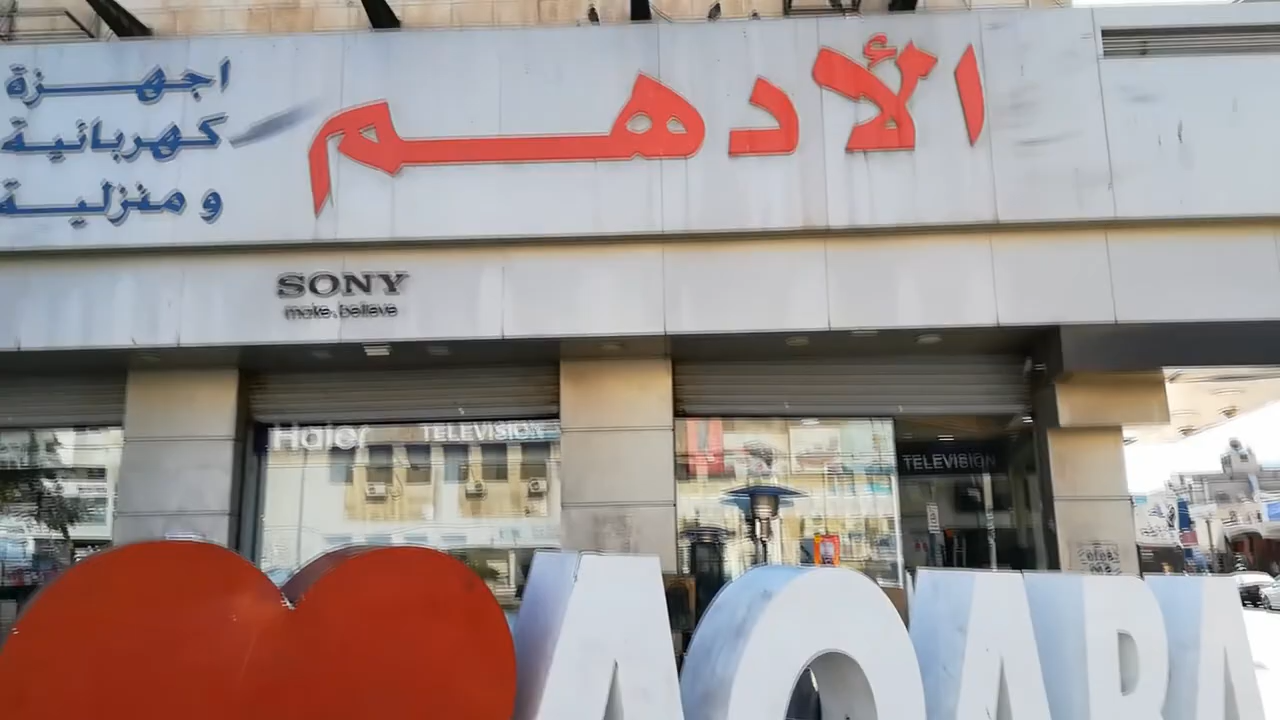 الأدهم
اجهزة
كهربائية
و منزلية
SONY
make.believe
Haier
TELEVISION
TELEVISION
AQABA